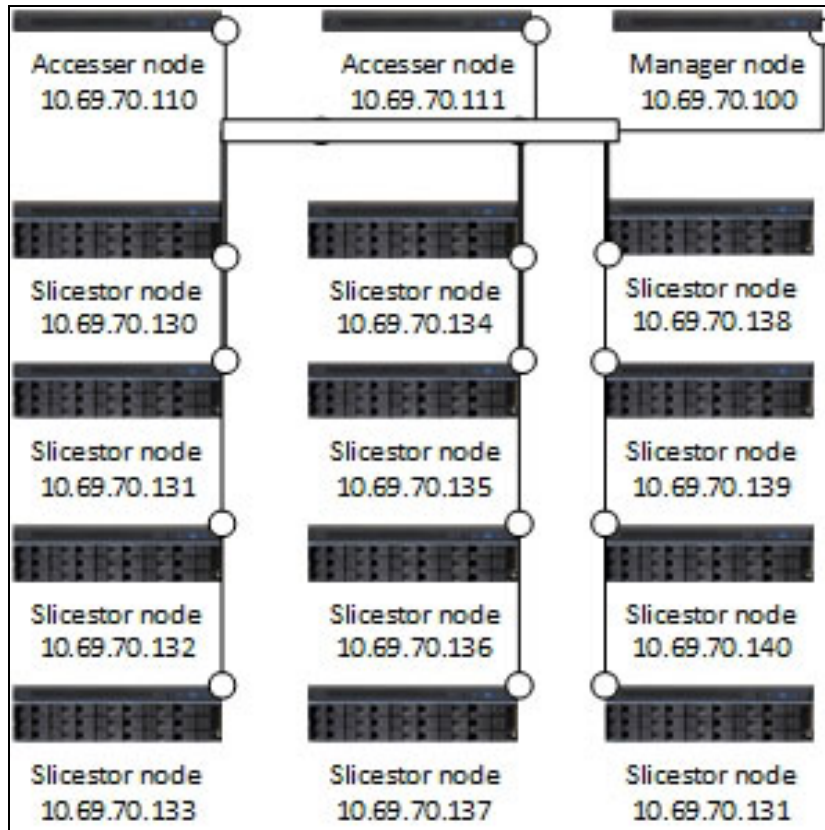 Accesser node
10.69.70.110
Accesser node
10.69.70.111
Manager node
10.69.70.100
Slicestor node
10.69.70.130
Slicestor node
10.69.70.134
Slicestor node
10.69.70.138
Slicestor node
10.69.70.131
Slicestor node
10.69.70.135
Slicestor node
10.69.70.139
Slicestor node
10.69.70.132
Slicestor node
10.69.70.136
Slicestor node
10.69.70.140
Slicestor node
10.69.70.133
Slicestor node
10.69.70.137
Slicestor node
10.69.70.131